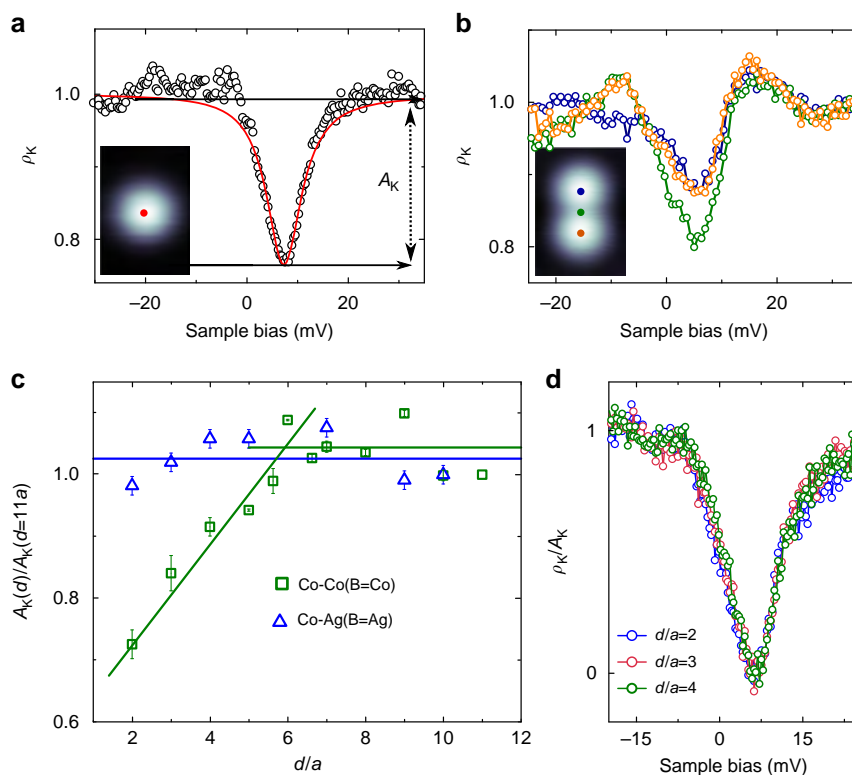 a
1.0
0.8
ρK
AK
−20
0
20
Sample bias (mV)
b
1.0
0.8
ρK
−20
0
20
Sample bias (mV)
c
1.0
0.8
0.6
AK(d)/AK(d=11a)
Co-Co(B=Co)
Co-Ag(B=Ag)
2
4
6
8
10
12
d/a
d
1
0
ρK/AK
d/a=2
d/a=3
d/a=4
−15
0
15
Sample bias (mV)